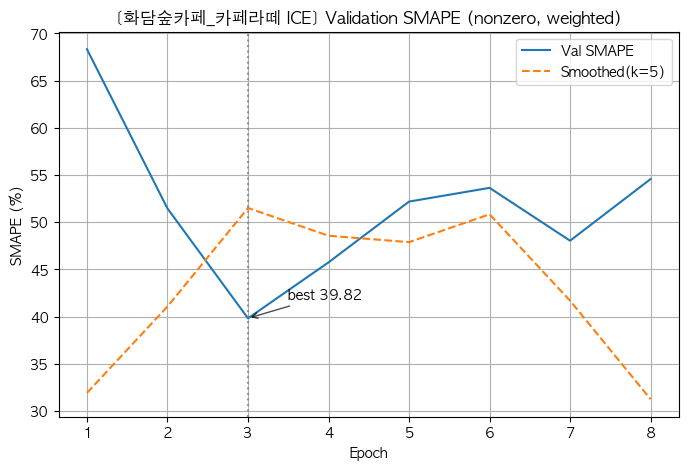 [화담숲카페_카페라떼 ICE] Validation SMAPE (nonzero, weighted)
Val SMAPE
Smoothed(k=5)
70
65
60
55
50
45
40
35
30
SMAPE (%)
best 39.82
1 2 3 4 5 6 7 8
Epoch